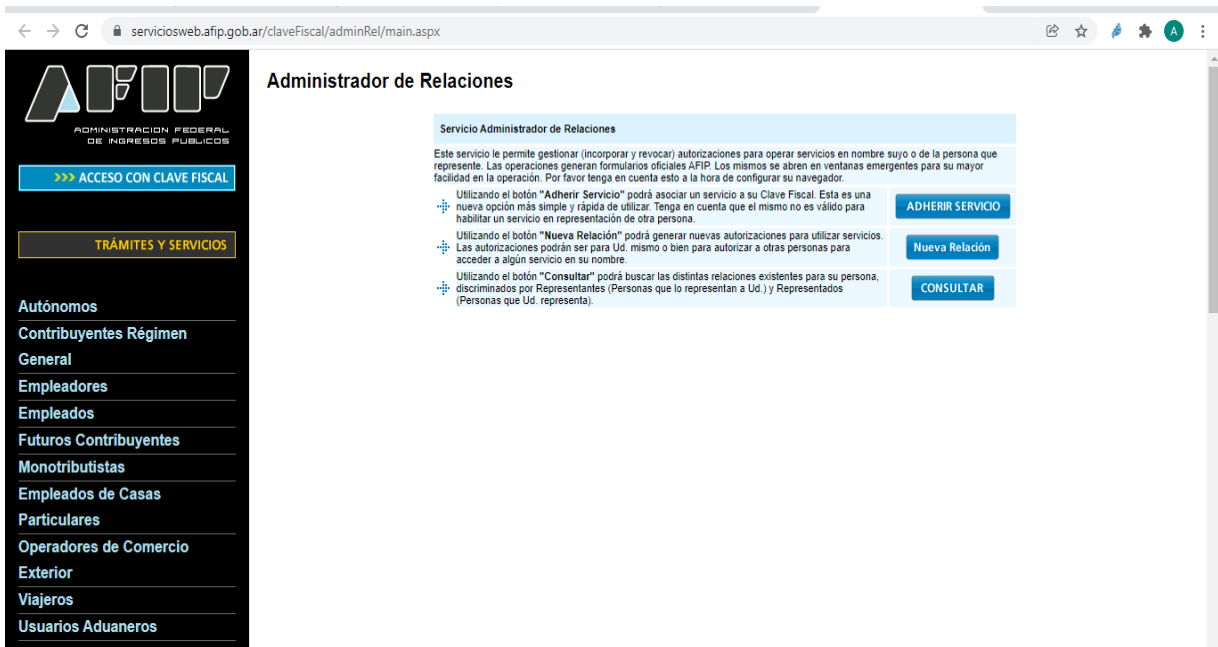 serviciosweb.afip.gob.ar/claveFiscal/adminRel/main.aspx
A
AFIP
ADMINISTRACION FEDERAL
DE INGRESOS PUBLICOS
>>> ACCESO CON CLAVE FISCAL
TRÁMITES Y SERVICIOS
Autónomos
Contribuyentes Régimen
General
Empleadores
Empleados
Futuros Contribuyentes
Monotributistas
Empleados de Casas
Particulares
Operadores de Comercio
Exterior
Viajeros
Usuarios Aduaneros
Administrador de Relaciones
Servicio Administrador de Relaciones
Este servicio le permite gestionar (incorporar y revocar) autorizaciones para operar servicios en nombre suyo o de la persona que
represente. Las operaciones generan formularios oficiales AFIP. Los mismos se abren en ventanas emergentes para su mayor
facilidad en la operación. Por favor tenga en cuenta esto a la hora de configurar su navegador.
Utilizando el botón "Adherir Servicio" podrá asociar un servicio a su Clave Fiscal. Esta es una
nueva opción más simple y rápida de utilizar. Tenga en cuenta que el mismo no es válido para
habilitar un servicio en representación de otra persona.
ADHERIR SERVICIO
Utilizando el botón "Nueva Relación" podrá generar nuevas autorizaciones para utilizar servicios.
Las autorizaciones podrán ser para Ud. mismo o bien para autorizar a otras personas para
acceder a algún servicio en su nombre.
Nueva Relación
Utilizando el botón "Consultar" podrá buscar las distintas relaciones existentes para su persona,
discriminados por Representantes (Personas que lo representan a Ud.) y Representados
(Personas que Ud. representa).
CONSULTAR